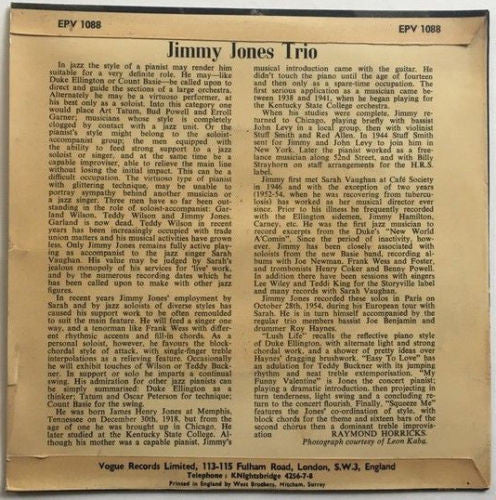 EPV 1088
EPV 1088
Jimmy Jones Trio
In jazz the style of a pianist may render him
suitable for a very definite role. He may—like
Duke Ellington or Count Basie—be called upon to
direct and guide the sections of a large orchestra.
Alternately he may be a virtuoso performer, at
his best only as a soloist. Into this category one
would place Art Tatum, Bud Powell and Erroll
Garner; musicians whose style is completely
clogged by contact with a jazz unit. Or the
pianist's style might belong to the soloist-
accompanist group; the men equipped with
the ability to feed strong support to a jazz
soloist or singer, and at the same time be a
capable improviser, able to relieve the main line
without losing the initial impact. This can be a
difficult occupation. The virtuoso type of pianist
with glittering technique, may be unable to
portray sympathy behind another musician or
a jazz singer. Three men have so far been out-
standing in the role of soloist-accompanist: Gar-
land Wilson, Teddy Wilson and Jimmy Jones.
Garland is now dead. Teddy Wilson in recent
years has been increasingly occupied with trade
union matters and his musical activities have grown
less. Only Jimmy Jones remains fully active play-
ing as accompanist to the jazz singer Sarah
Vaughan. His value may be judged by Sarah's
jealous monopoly of his services for 'live' work,
and by the numerous recording dates which he
has been called upon to make with other jazz
figures.
In recent years Jimmy Jones' employment by
Sarah and by jazz soloists of diverse styles has
caused his support work to be often remoulded
to suit the main feature. He will feed a singer one
way, and a tenorman like Frank Wess with dif-
ferent rhythmic accents and fill-in chords. As a
personal soloist, however, he favours the block-
chordal style of attack, with single-finger treble
interpolations as a relieving feature. Occasionally
he will exhibit touches of Wilson or Teddy Buck-
ner. In support or solo he imparts a continual
swing. His admiration for other jazz pianists can
be simply summarised: Duke Ellington as a
thinker; Tatum and Oscar Peterson for technique;
Count Basie for the swing.
He was born James Henry Jones at Memphis,
Tennessee on December 30th, 1918, but from the
age of one he was brought up in Chicago. He
later studied at the Kentucky State College. Al-
though his mother was a capable pianist, Jimmy's
musical introduction came with the guitar. He
didn't touch the piano until the age of fourteen
and then only as a spare-time occupation. The
first serious application as a musician came be-
tween 1938 and 1941, when he began playing for
the Kentucky State College orchestra.
When his studies were complete, Jimmy re-
turned to Chicago, playing briefly with bassist
John Levy in a local group, then with violinist
Stuff Smith and Red Allen. In 1944 Stuff Smith
sent for Jimmy and John Levy to join him in
New York. Later the pianist worked as a free-
lance musician along 52nd Street, and with Billy
Strayhorn on staff arrangements for the H.R.S.
label.
Jimmy first met Sarah Vaughan at Café Society
in 1946 and with the exception of two years
(1952-54, when he was recovering from tubercu-
losis) has worked as her musical director ever
since. Prior to his illness he frequently recorded
with the Ellington sidemen, Jimmy Hamilton,
Carney, etc. He was the first jazz musician to
record excerpts from the Duke's "New World
A'Comin". Since the period of inactivity, how-
ever, Jimmy has been closely associated with
soloists from the new Basie band, recording al-
bums with Joe Newman, Frank Wess and Foster,
and trombonists Henry Coker and Benny Powell.
In addition there have been sessions with singers
Lee Wiley and Tedd King for the Storyville label
and many records with Sarah Vaughan.
Jimmy Jones recorded these solos in Paris on
October 28th, 1954, during his European tour with
Sarah. He is in turn himself accompanied by the
regular trio members bassist Joe Benjamin and
drummer Roy Haynes.
"Lush Life" recalls the reflective piano style
of Duke Ellington, with alternate light and strong
chordal work, and a shower of pretty ideas over
Haynes' dragging brushwork. "Easy To Love" has
an adulation for Teddy Buckner with its jumping
rhythm and neat treble extemporisation. "My
Funny Valentine" is Jones the concert pianist;
playing a dramatic introduction, then projecting in
turn tenderness, light swing and a concluding re-
turn to the concert flourish. Finally, "Squeeze Me"
features the Jones' co-ordination of style, with
block chords for the theme and sixteen bars of the
second chorus then a dominant treble improvis-
ation. RAYMOND HORRICKS.
Photograph courtesy of Leon Kaba.
Vogue Records Limited, 113-115 Fulham Road, London, S.W.3, England
Telephone: KNIghtsbridge 4256-7-8
Printed in England by West Brothers, Mitcham, Surrey